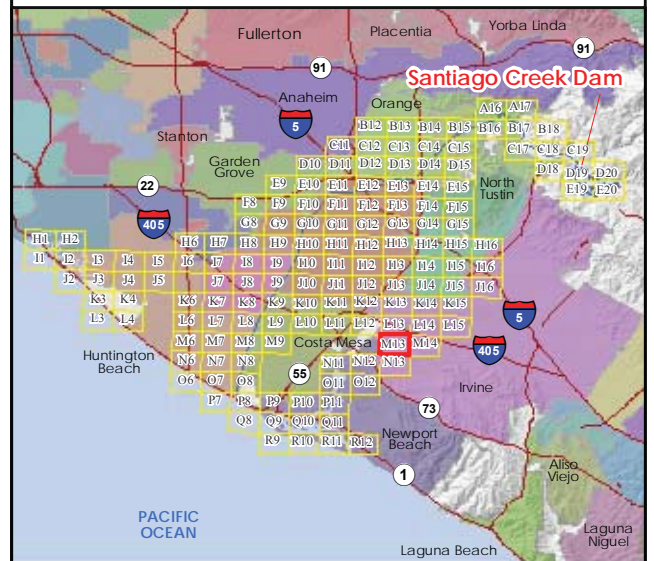 Fullerton
Placentia
Yorba Linda
91
91
Santiago Creek Dam
Anaheim
Orange
A16 A17
5
B12 B13 B14 B15 B16 B17 B18
Stanton
C11 C12 C13 C14 C15 C17 C18 C19
Garden
Grove
D10 D11 D12 D13 D14 D15 D18 D19 D20
22
E9 E10 E11 E12 E13 E14 E15 E19 E20
North
Tustin
F8 F9 F10 F11 F12 F13 F14 F15
405
G8 G9 G10 G11 G12 G13 G14 G15
H1 H2 H6 H7 H8 H9 H10 H11 H12 H13 H14 H15 H16
I1 I2 I3 I4 I5 I6 I7 I8 I9 I10 I11 I12 I13 I14 I15 I16
J2 J3 J4 J5 J7 J8 J9 J10 J11 J12 J13 J14 J15 J16
K3 K4 K6 K7 K8 K9 K10 K11 K12 K13 K14 K15
5
L3 L4 L6 L7 L8 L9 L10 L11 L12 L13 L14 L15
M6 M7 M8 M9 Costa Mesa M13 M14
405
Huntington
Beach
N6 N7 N8 N11 N12 N13
55
O6 O7 O8 O11 O12
Irvine
P7 P8 P9 P10 P11
73
Q8 Q9 Q10 Q11
Newport
Beach
R9 R10 R11 R12
Aliso
Viejo
1
PACIFIC
OCEAN
Laguna
Niguel
Laguna Beach